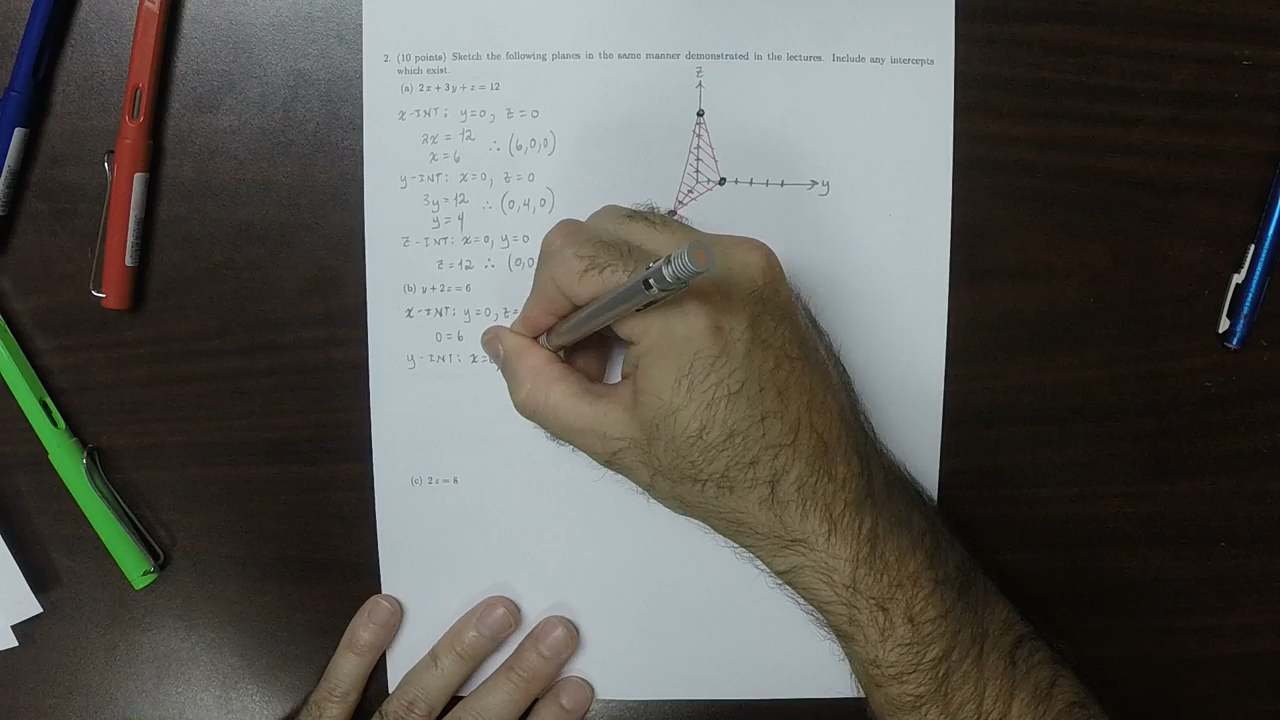 2. (10 points) Sketch the following planes in the same manner demonstrated in the lectures. Include any intercepts
which exist.
(a) 2x + 3y + z = 12
x-INT: y=0, z=0
2x = 12
x = 6 ∴ (6,0,0)
y-INT: x=0, z=0
3y = 12
y = 4 ∴ (0,4,0)
z-INT: x=0, y=0
z = 12 ∴ (0,0
(b) y + 2z = 6
x-INT: y=0, z=
0 = 6
y-INT: x=
(c) 2z = 8
z
y